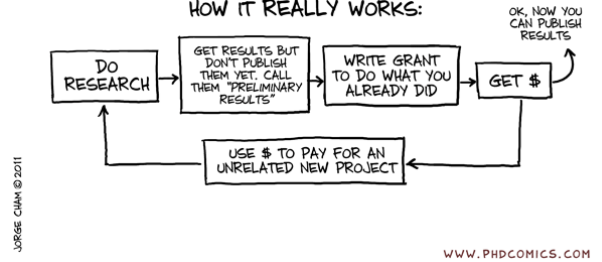 HOW IT REALLY WORKS:
OK, NOW YOU
CAN PUBLISH
RESULTS
DO
RESEARCH
GET RESULTS BUT
DON'T PUBLISH
THEM YET. CALL
THEM "PRELIMINARY
RESULTS"
WRITE GRANT
TO DO WHAT YOU
ALREADY DID
GET $
USE $ TO PAY FOR AN
UNRELATED NEW PROJECT
JORGE CHAM © 2011
WWW.PHDCOMICS.COM